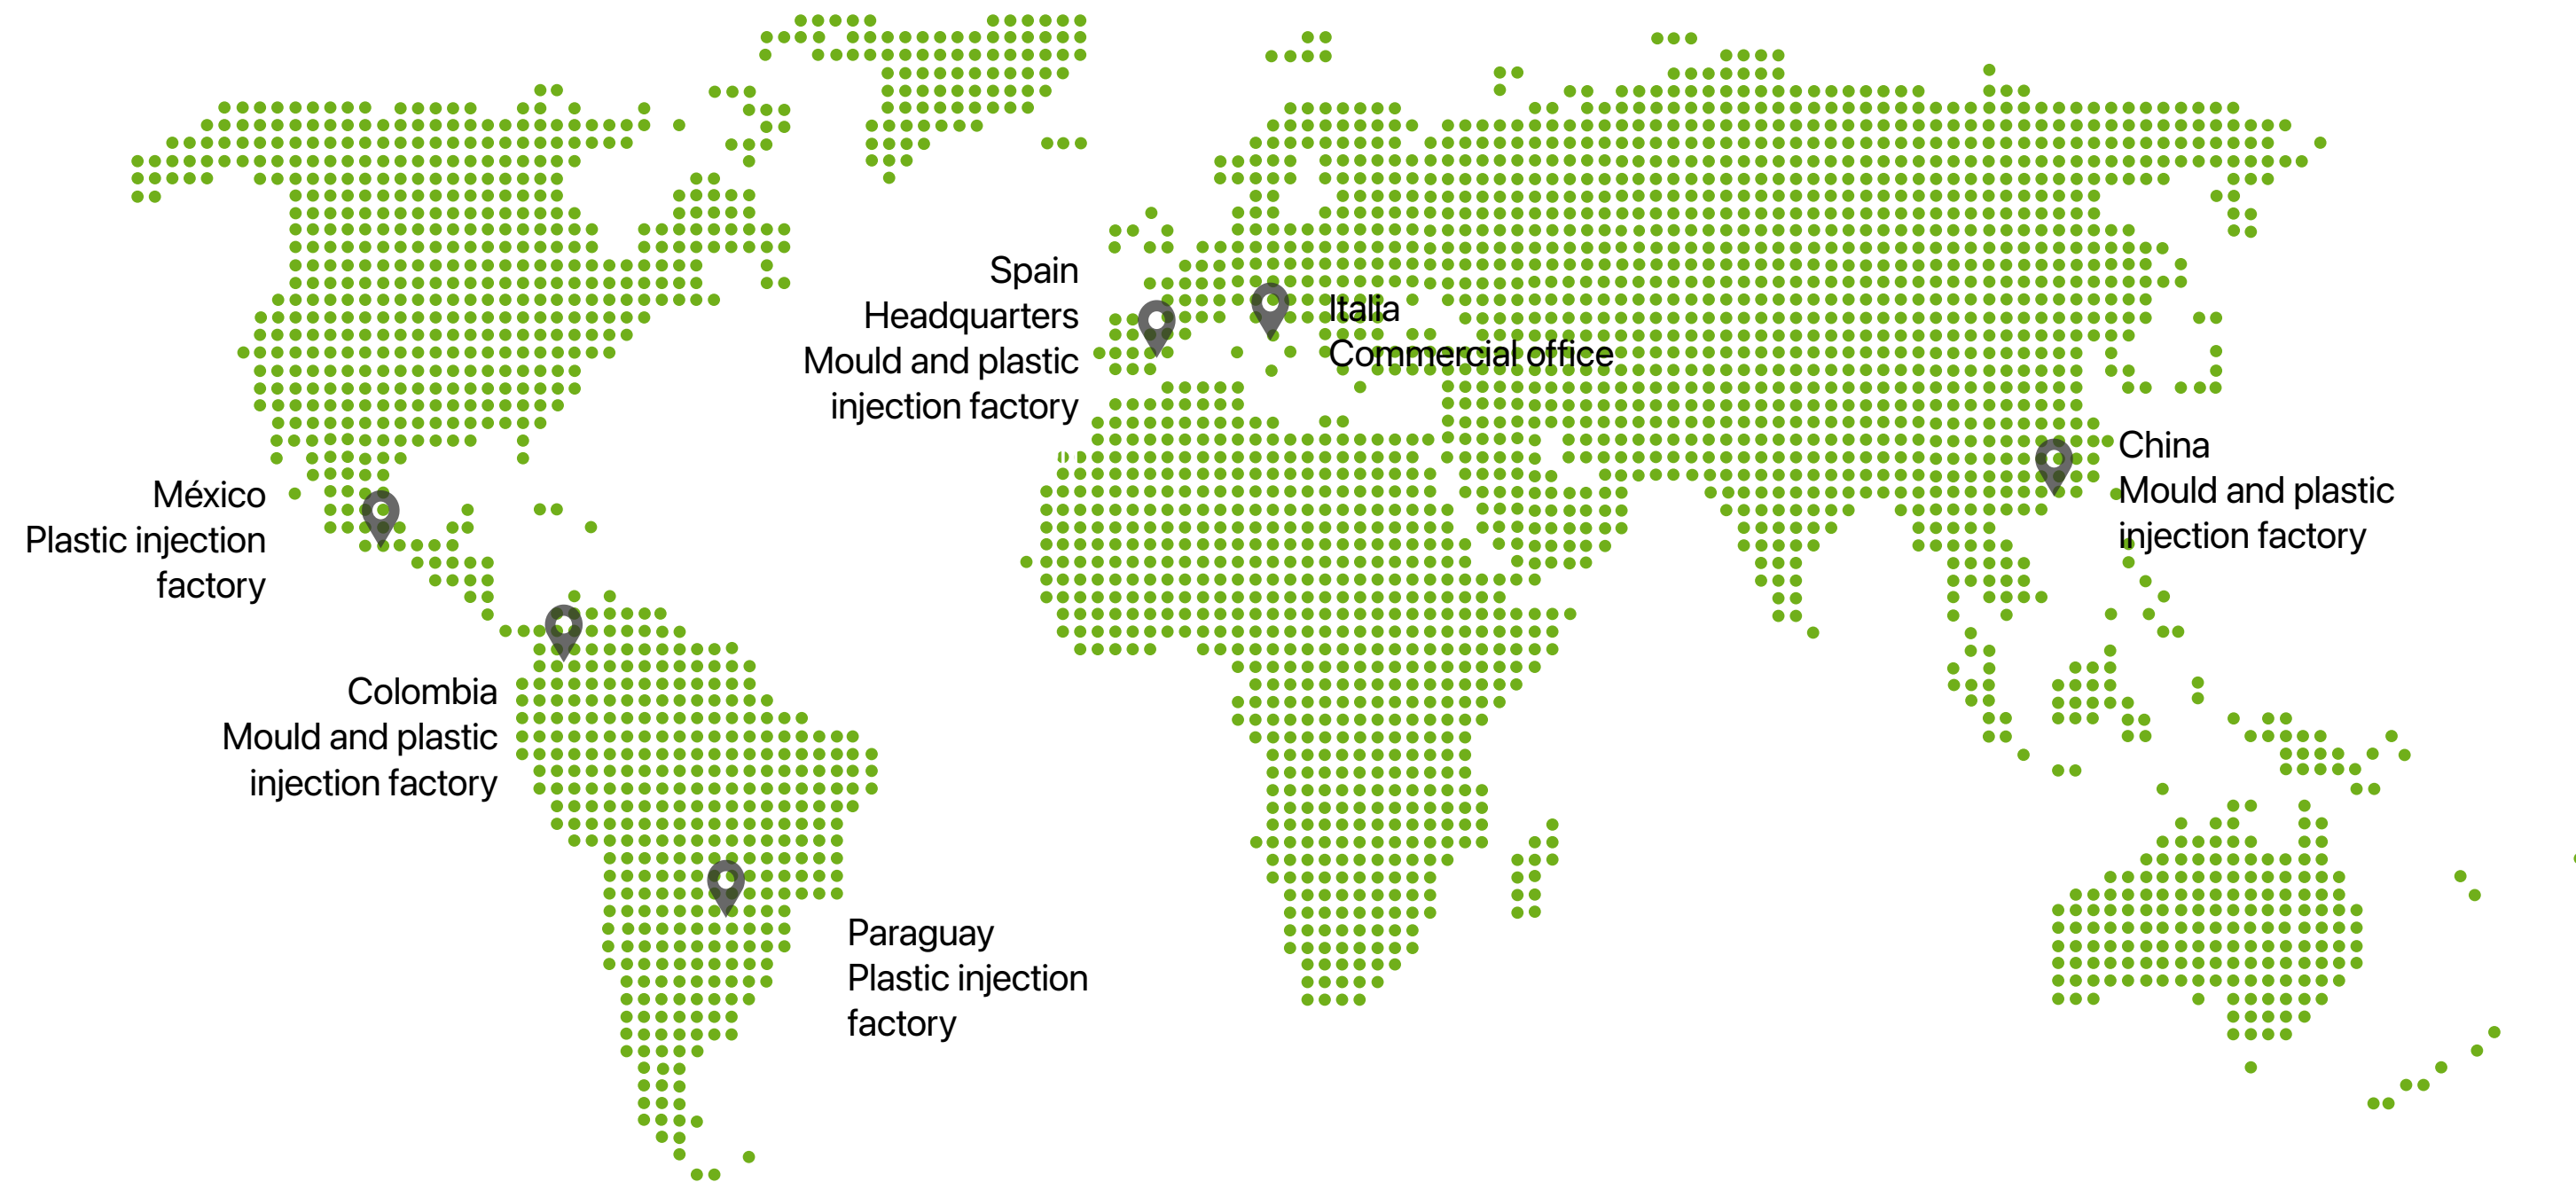 Spain
Headquarters
Mould and plastic
injection factory
Italia
Commercial office
China
Mould and plastic
injection factory
México
Plastic injection
factory
Colombia
Mould and plastic
injection factory
Paraguay
Plastic injection
factory